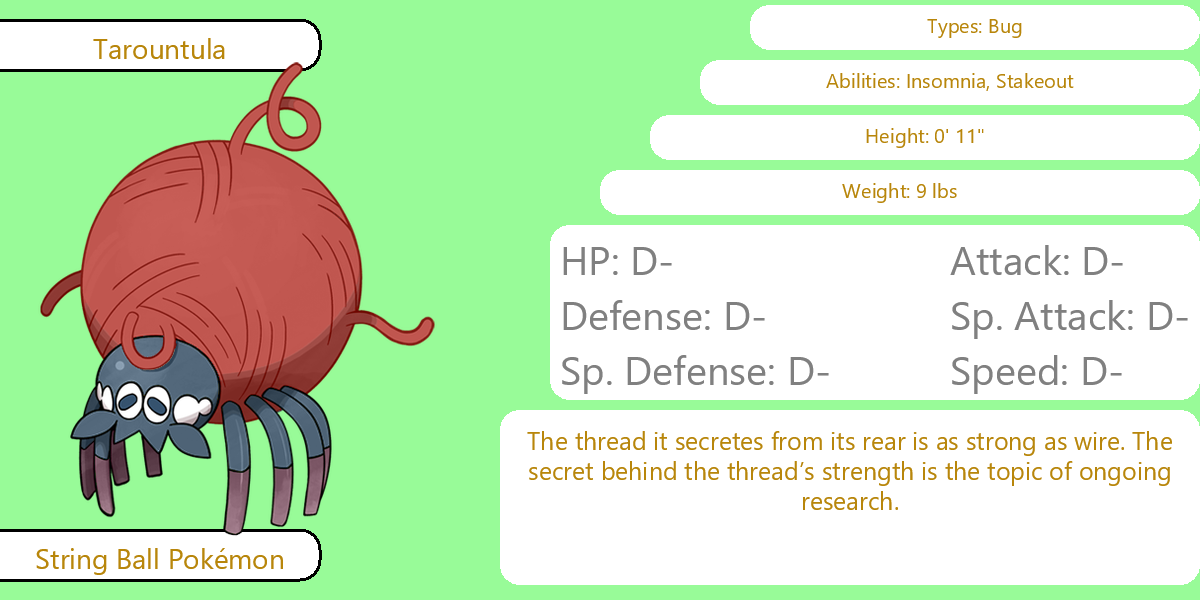 Tarountula
Types: Bug
Abilities: Insomnia, Stakeout
Height: 0' 11"
Weight: 9 lbs
HP: D-
Attack: D-
Defense: D-
Sp. Attack: D-
Sp. Defense: D-
Speed: D-
The thread it secretes from its rear is as strong as wire. The
secret behind the thread’s strength is the topic of ongoing
research.
String Ball Pokémon